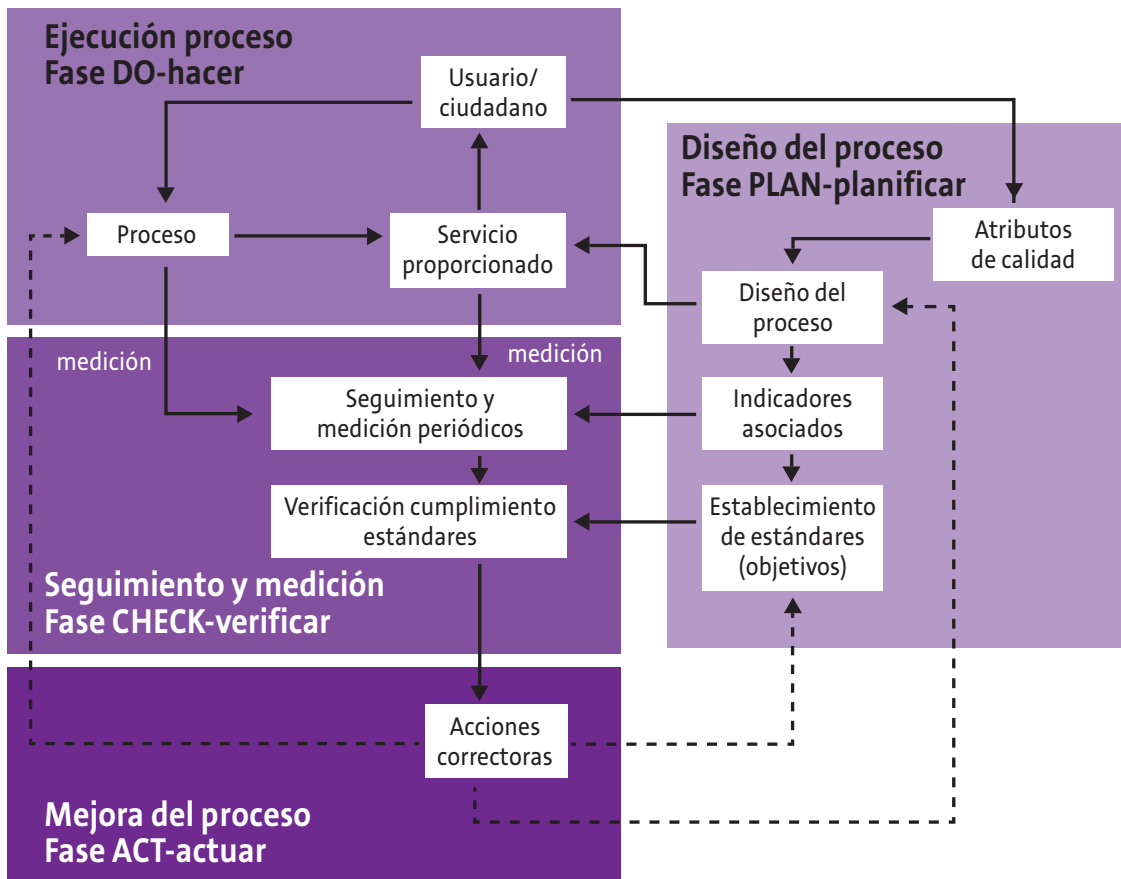 Ejecución proceso
Fase DO-hacer
Usuario/
ciudadano
Proceso
Servicio
proporcionado
Diseño del proceso
Fase PLAN-planificar
Atributos
de calidad
Diseño del
proceso
Indicadores
asociados
Establecimiento
de estándares
(objetivos)
medición
medición
Seguimiento y
medición periódicos
Verificación cumplimiento
estándares
Seguimiento y medición
Fase CHECK-verificar
Acciones
correctoras
Mejora del proceso
Fase ACT-actuar